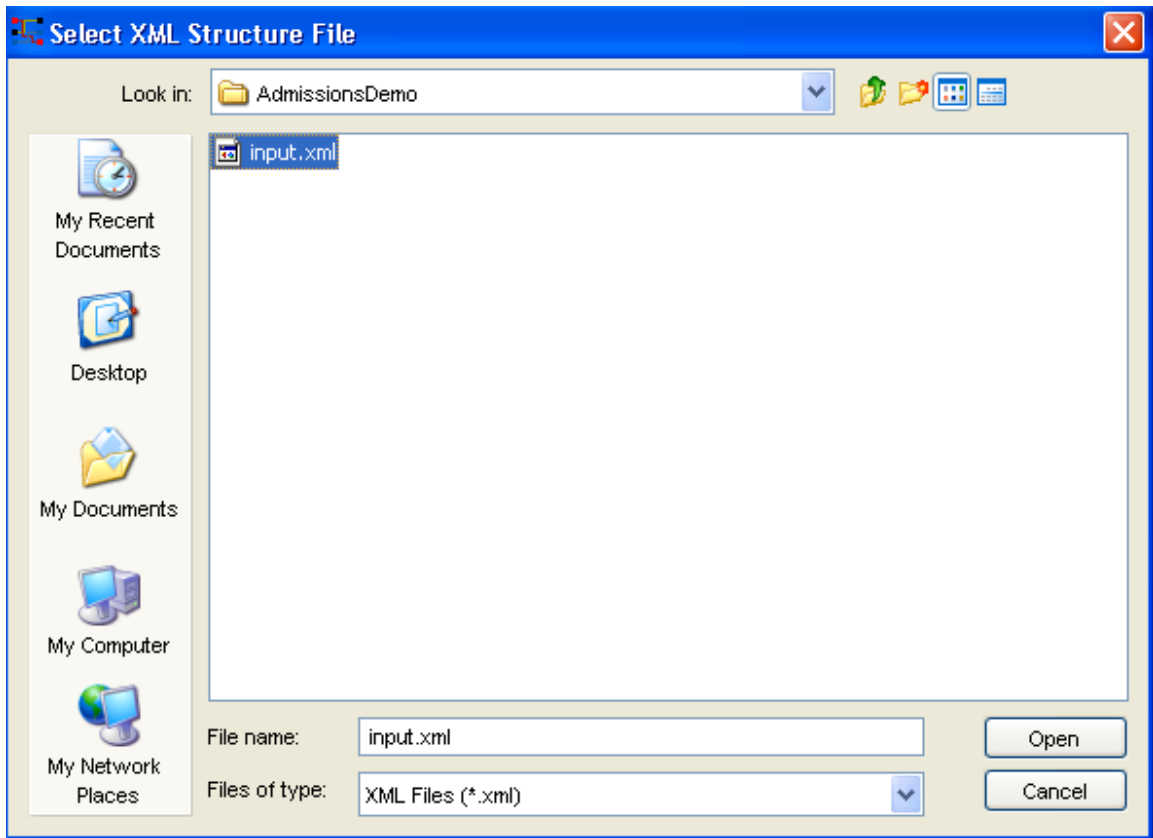 Select XML Structure File
Look in:
AdmissionsDemo
input.xml
My Recent
Documents
Desktop
My Documents
My Computer
My Network
Places
File name:
input.xml
Open
Files of type:
XML Files (*.xml)
Cancel